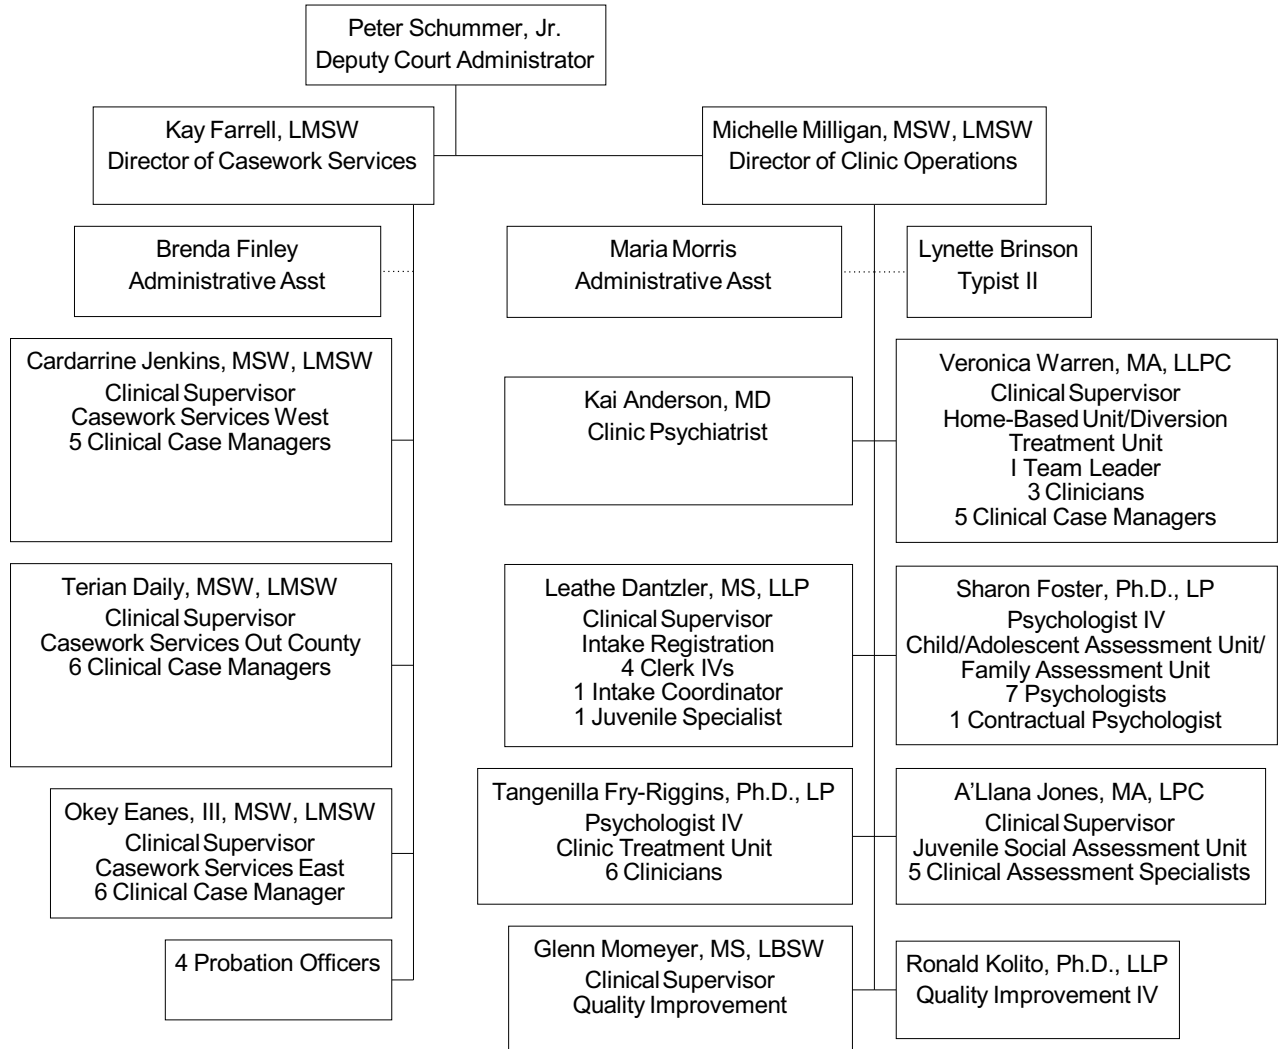 Peter Schummer, Jr.
Deputy Court Administrator
Kay Farrell, LMSW
Director of Casework Services
Michelle Milligan, MSW, LMSW
Director of Clinic Operations
Brenda Finley
Administrative Asst
Maria Morris
Administrative Asst
Lynette Brinson
Typist II
Cardarrine Jenkins, MSW, LMSW
Clinical Supervisor
Casework Services West
5 Clinical Case Managers
Kai Anderson, MD
Clinic Psychiatrist
Veronica Warren, MA, LLPC
Clinical Supervisor
Home-Based Unit/Diversion
Treatment Unit
I Team Leader
3 Clinicians
5 Clinical Case Managers
Terian Daily, MSW, LMSW
Clinical Supervisor
Casework Services Out County
6 Clinical Case Managers
Leathe Dantzler, MS, LLP
Clinical Supervisor
Intake Registration
4 Clerk IVs
1 Intake Coordinator
1 Juvenile Specialist
Sharon Foster, Ph.D., LP
Psychologist IV
Child/Adolescent Assessment Unit/
Family Assessment Unit
7 Psychologists
1 Contractual Psychologist
Okey Eanes, III, MSW, LMSW
Clinical Supervisor
Casework Services East
6 Clinical Case Manager
Tangenilla Fry-Riggins, Ph.D., LP
Psychologist IV
Clinic Treatment Unit
6 Clinicians
A’Llana Jones, MA, LPC
Clinical Supervisor
Juvenile Social Assessment Unit
5 Clinical Assessment Specialists
4 Probation Officers
Glenn Momeyer, MS, LBSW
Clinical Supervisor
Quality Improvement
Ronald Kolito, Ph.D., LLP
Quality Improvement IV